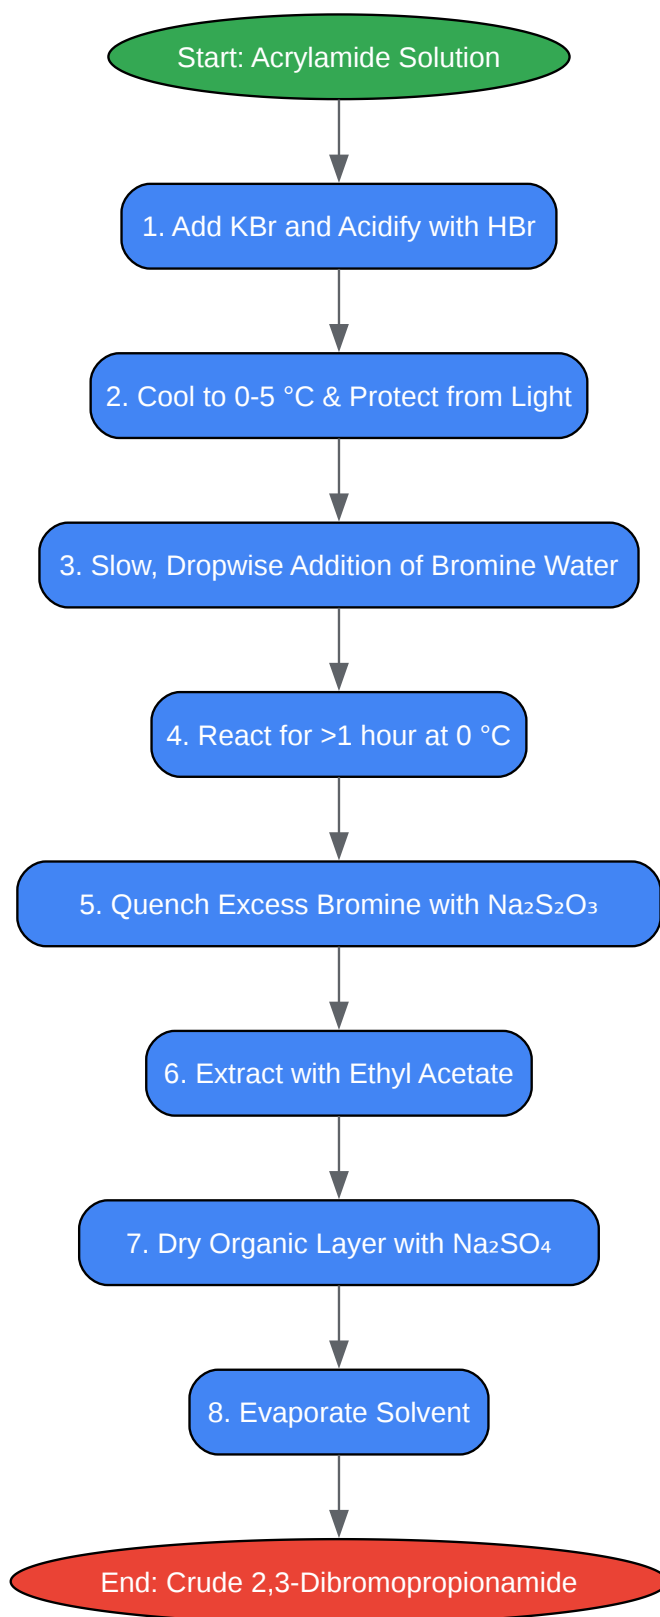 Start: Acrylamide Solution
1. Add KBr and Acidify with HBr
2. Cool to 0-5 °C & Protect from Light
3. Slow, Dropwise Addition of Bromine Water
4. React for >1 hour at 0 °C
5. Quench Excess Bromine with Na₂S₂O₃
6. Extract with Ethyl Acetate
7. Dry Organic Layer with Na₂SO₄
8. Evaporate Solvent
End: Crude 2,3-Dibromopropionamide